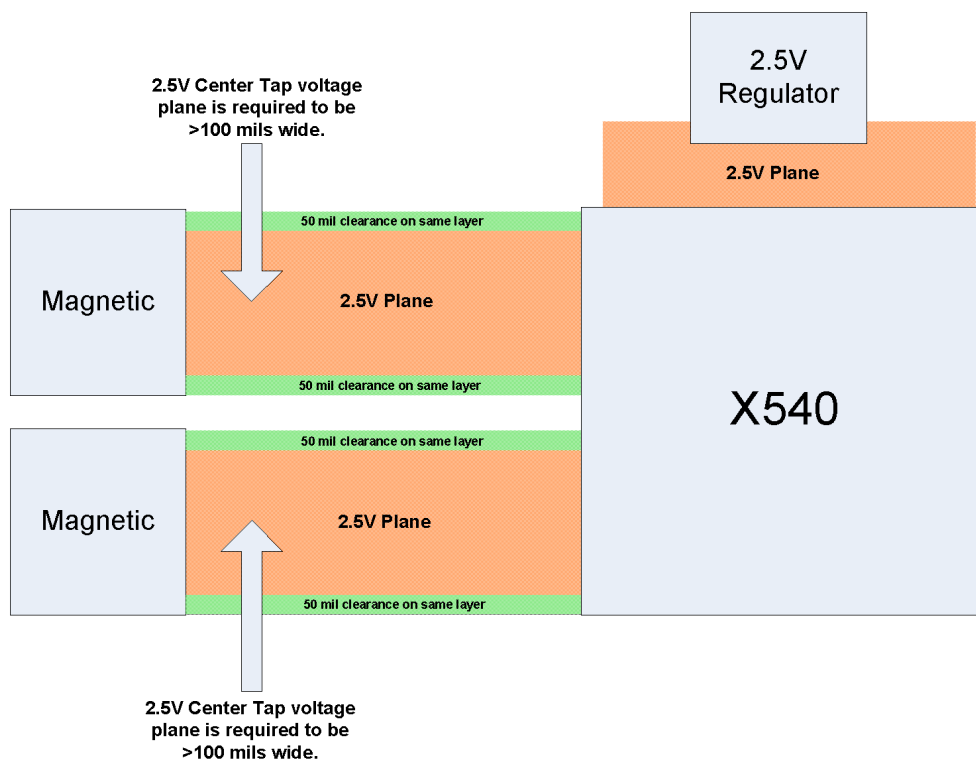 2.5V Center Tap voltage
plane is required to be
>100 mils wide.
2.5V
Regulator
2.5V Plane
50 mil clearance on same layer
Magnetic
2.5V Plane
50 mil clearance on same layer
X540
50 mil clearance on same layer
Magnetic
2.5V Plane
50 mil clearance on same layer
2.5V Center Tap voltage
plane is required to be
>100 mils wide.